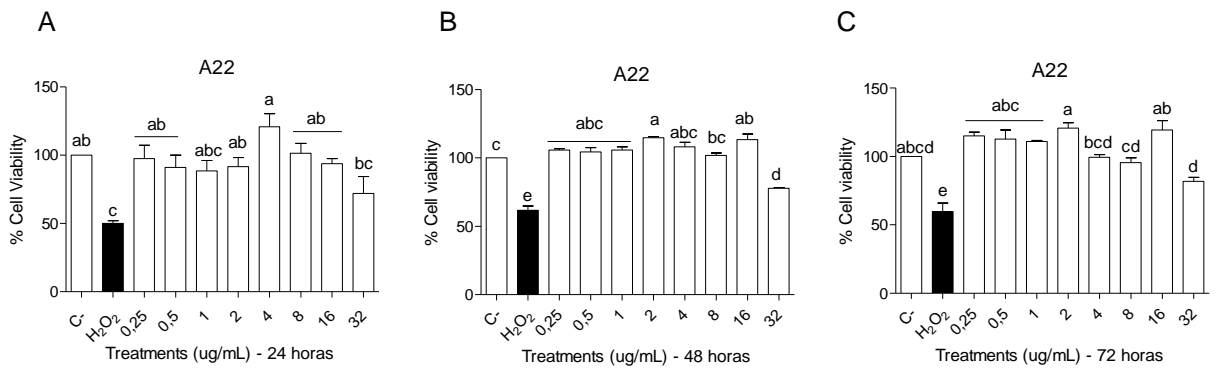 A
A22
% Cell Viability
150
100
50
0
ab
c
ab
abc
ab
a
ab
bc
C-
H₂O₂
0,25
0,5
1
2
4
8
16
32
Treatments (ug/mL) - 24 horas
B
A22
% Cell viability
150
100
50
0
c
e
abc
a
abc
bc
ab
d
C-
H₂O₂
0,25
0,5
1
2
4
8
16
32
Treatments (ug/mL) - 48 horas
C
A22
% Cell viability
150
100
50
0
abcd
e
abc
a
bcd
cd
ab
d
C-
H₂O₂
0,25
0,5
1
2
4
8
16
32
Treatments (ug/mL) - 72 horas